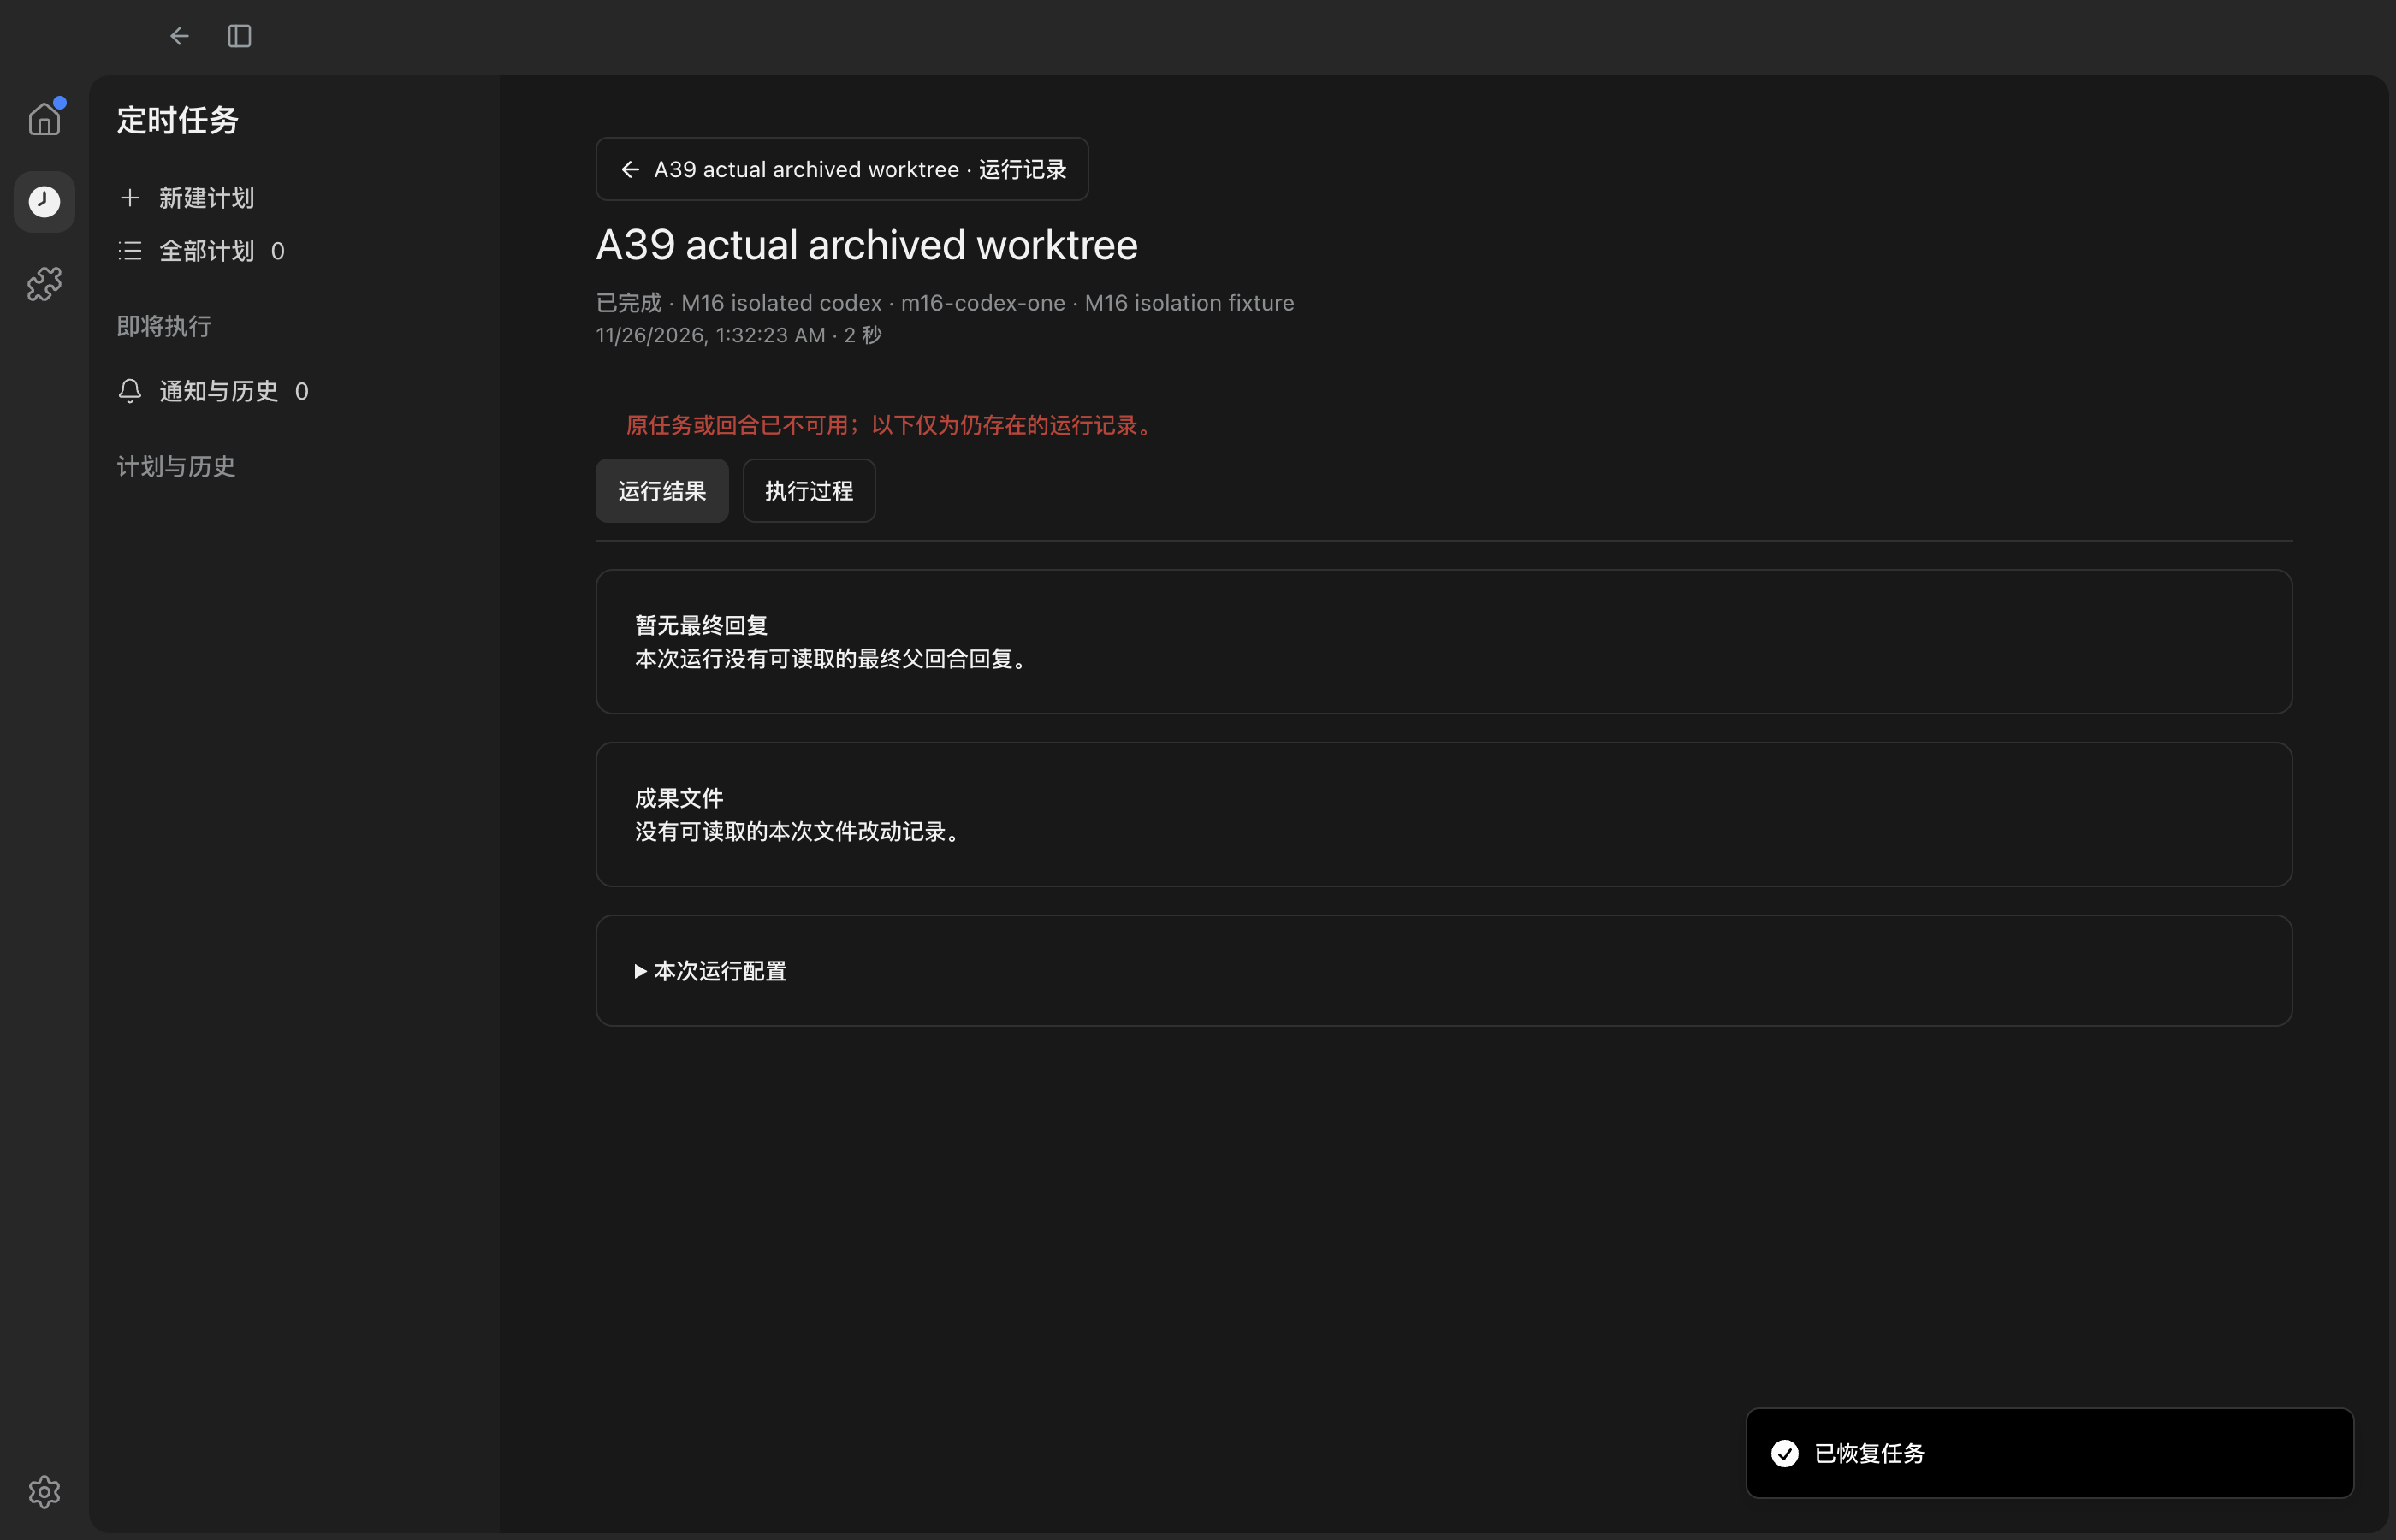 定时任务
新建计划
全部计划 0
即将执行
通知与历史 0
计划与历史
A39 actual archived worktree · 运行记录
A39 actual archived worktree
已完成 · M16 isolated codex · m16-codex-one · M16 isolation fixture
11/26/2026, 1:32:23 AM · 2 秒
原任务或回合已不可用；以下仅为仍存在的运行记录。
运行结果
执行过程
暂无最终回复
本次运行没有可读取的最终父回合回复。
成果文件
没有可读取的本次文件改动记录。
本次运行配置
已恢复任务